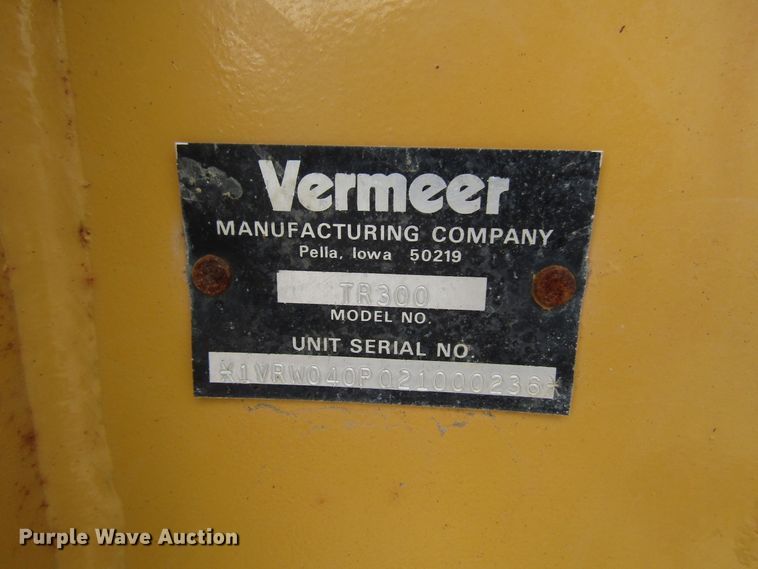 Vermeer
MANUFACTURING COMPANY
Pella, Iowa 50219
TR300
MODEL NO.
UNIT SERIAL NO.
*1VRW040P021000236*
Purple Wave Auction